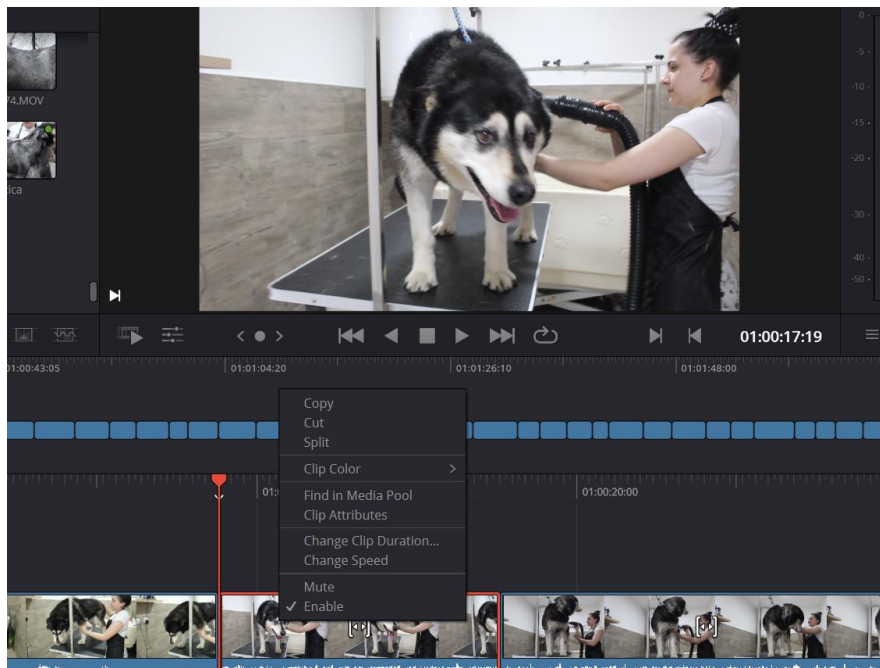 74.MOV
tica
0
-5
-10
-15
-20
-30
-40
-50
01:00:17:19
01:00:43:05
01:01:04:20
01:01:26:10
01:01:48:00
Copy
Cut
Split
Clip Color
Find in Media Pool
Clip Attributes
Change Clip Duration...
Change Speed
Mute
Enable
01:
01:00:20:00